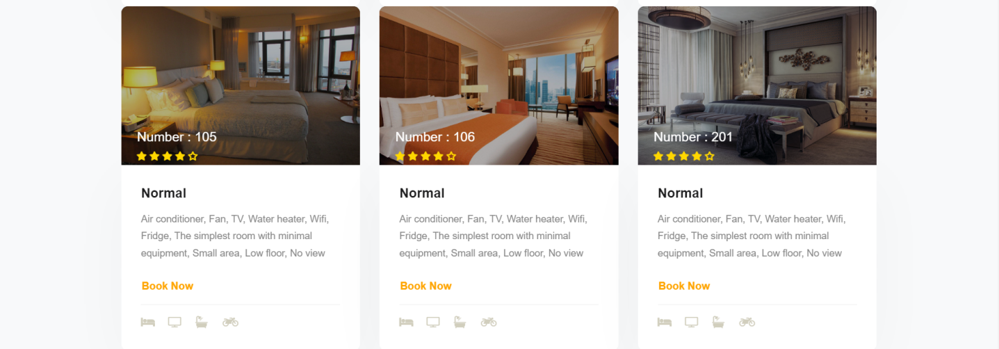 Number : 105
Number : 106
Number : 201
Normal
Air conditioner, Fan, TV, Water heater, Wifi,
Fridge, The simplest room with minimal
equipment, Small area, Low floor, No view
Book Now
Normal
Air conditioner, Fan, TV, Water heater, Wifi,
Fridge, The simplest room with minimal
equipment, Small area, Low floor, No view
Book Now
Normal
Air conditioner, Fan, TV, Water heater, Wifi,
Fridge, The simplest room with minimal
equipment, Small area, Low floor, No view
Book Now